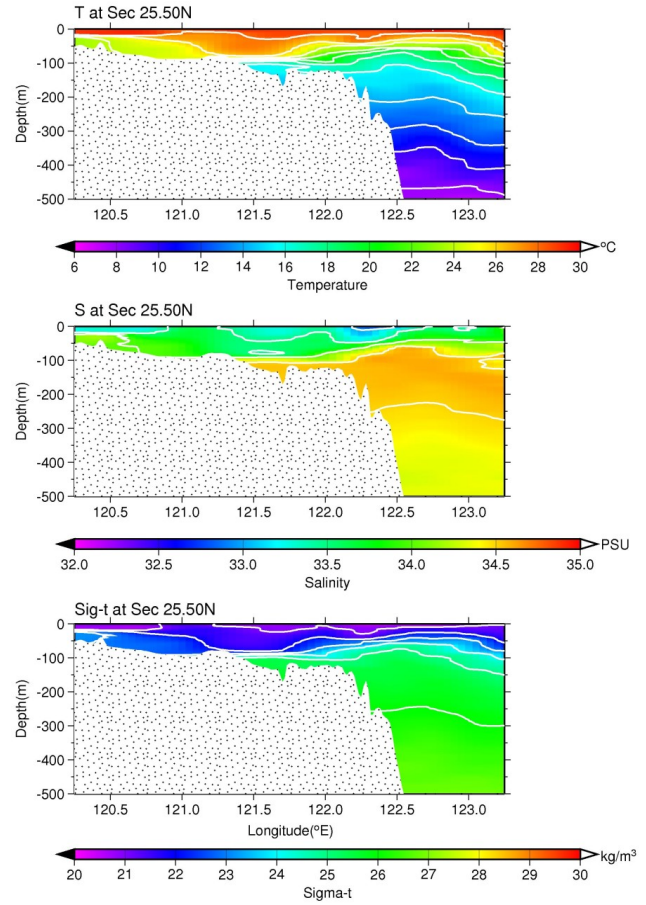 T at Sec 25.50N
Depth(m)
0
-100
-200
-300
-400
-500
120.5 121.0 121.5 122.0 122.5 123.0
6 8 10 12 14 16 18 20 22 24 26 28 30
ºC
Temperature
S at Sec 25.50N
Depth(m)
0
-100
-200
-300
-400
-500
120.5 121.0 121.5 122.0 122.5 123.0
32.0 32.5 33.0 33.5 34.0 34.5 35.0
PSU
Salinity
Sig-t at Sec 25.50N
Depth(m)
0
-100
-200
-300
-400
-500
120.5 121.0 121.5 122.0 122.5 123.0
Longitude(ºE)
20 21 22 23 24 25 26 27 28 29 30
kg/m³
Sigma-t